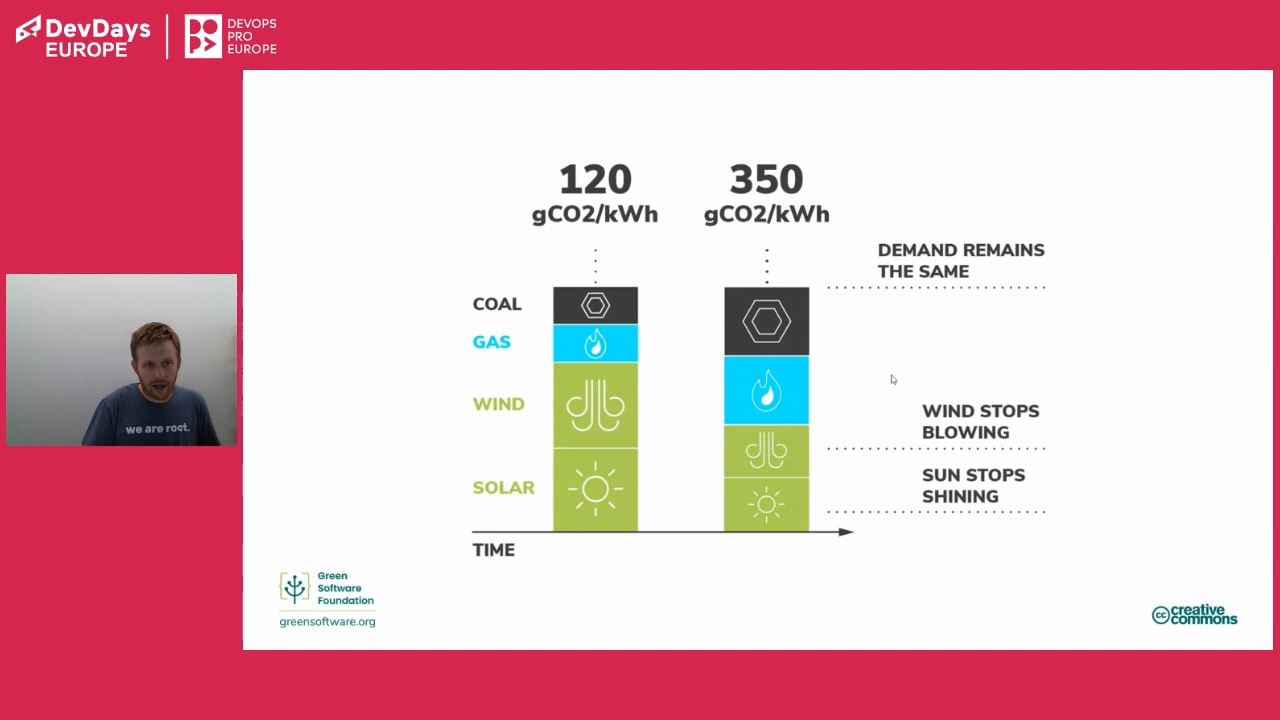 DevDays
EUROPE
DEVOPS
PRO
EUROPE
120
gCO2/kWh
350
gCO2/kWh
DEMAND REMAINS
THE SAME
COAL
GAS
WIND
WIND STOPS
BLOWING
SOLAR
SUN STOPS
SHINING
TIME
we are root.
Green
Software
Foundation
greensoftware.org
cc creative
commons